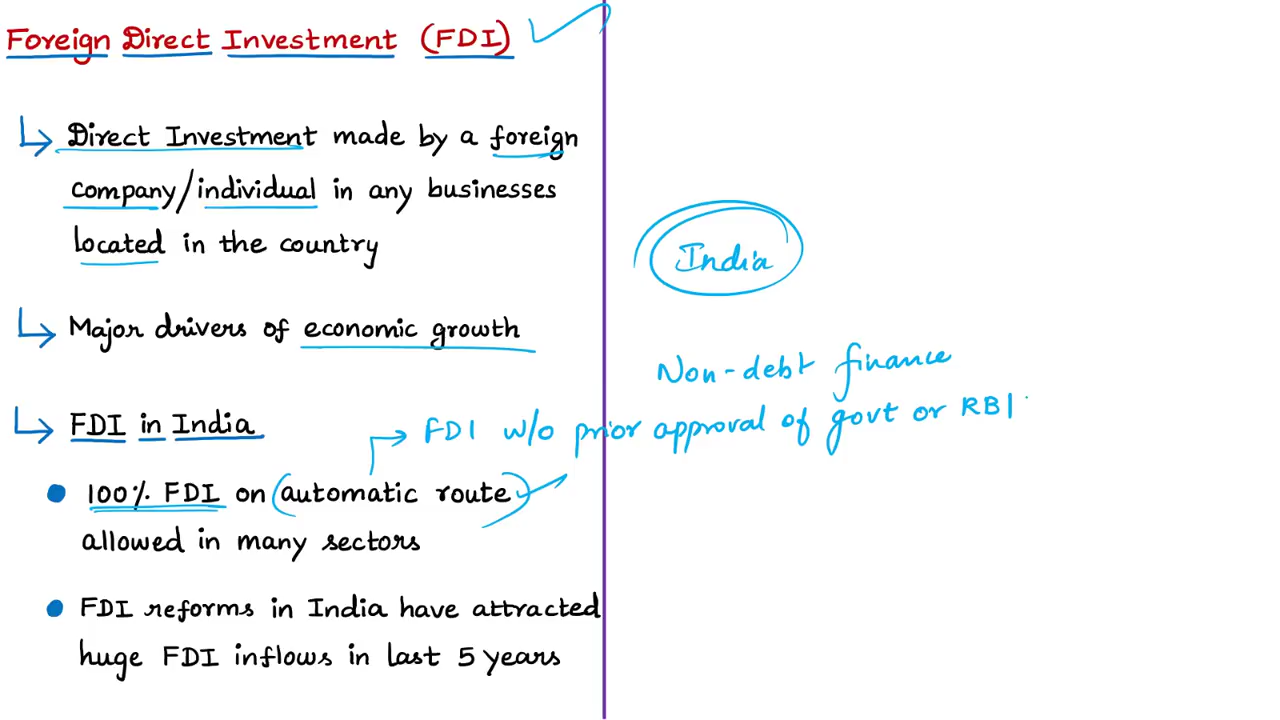 Foreign Direct Investment (FDI)
Direct Investment made by a foreign
company/individual in any businesses
located in the country
India
Major drivers of economic growth
Non-debt finance
FDI in India
FDI w/o prior approval of govt or RBI
100% FDI on (automatic route)
allowed in many sectors
FDI reforms in India have attracted
huge FDI inflows in last 5 years